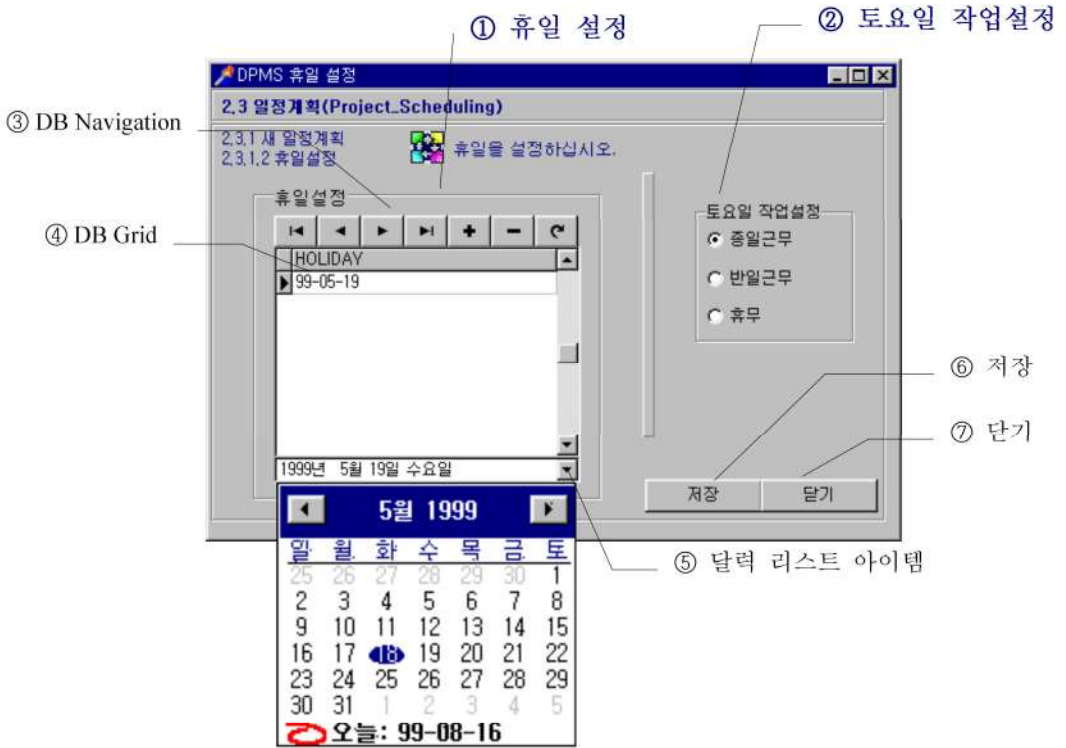 ① 휴일 설정
② 토요일 작업설정
DPMS 휴일 설정
2.3 일정계획(Project_Scheduling)
③ DB Navigation
2.3.1 새 일정계획
2.3.1.2 휴일설정
휴일을 설정하십시오.
휴일설정
토요일 작업설정
④ DB Grid
종일근무
HOLIDAY
99-05-19
반일근무
휴무
⑥ 저장
⑦ 닫기
1999년 5월 19일 수요일
저장 닫기
5월 1999
⑤ 달력 리스트 아이템
일 월 화 수 목 금 토
25 26 27 28 29 30 1
2 3 4 5 6 7 8
9 10 11 12 13 14 15
16 17 18 19 20 21 22
23 24 25 26 27 28 29
30 31 1 2 3 4 5
오늘: 99-08-16